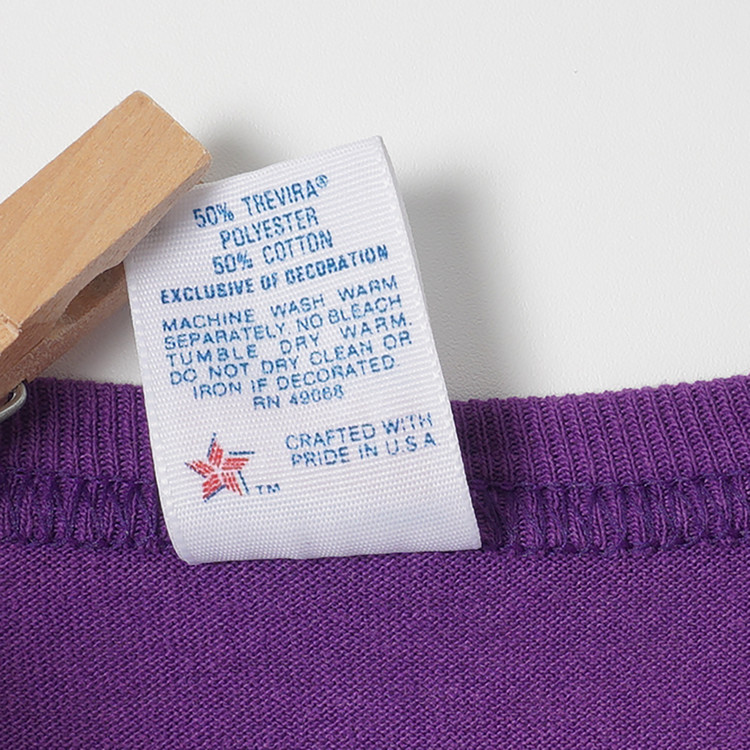 50% TREVIRA®
POLYESTER
50% COTTON
EXCLUSIVE OF DECORATION
MACHINE WASH WARM
SEPARATELY, NO BLEACH
TUMBLE DRY WARM.
DO NOT DRY CLEAN OR
IRON IF DECORATED
RN 49068
CRAFTED WITH
PRIDE IN U.S.A
TM